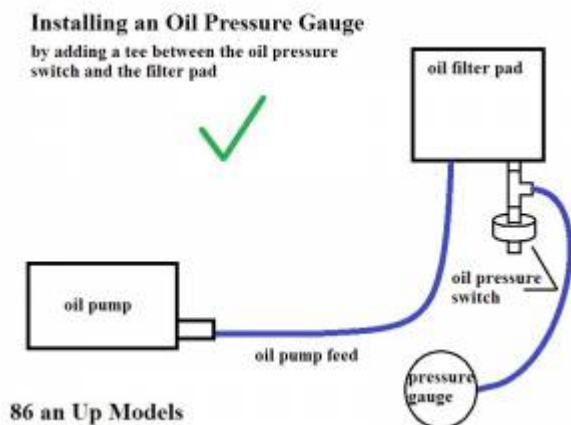 Installing an Oil Pressure Gauge
by adding a tee between the oil pressure
switch and the filter pad
oil filter pad
oil pump
oil pressure
switch
oil pump feed
pressure
gauge
86 an Up Models